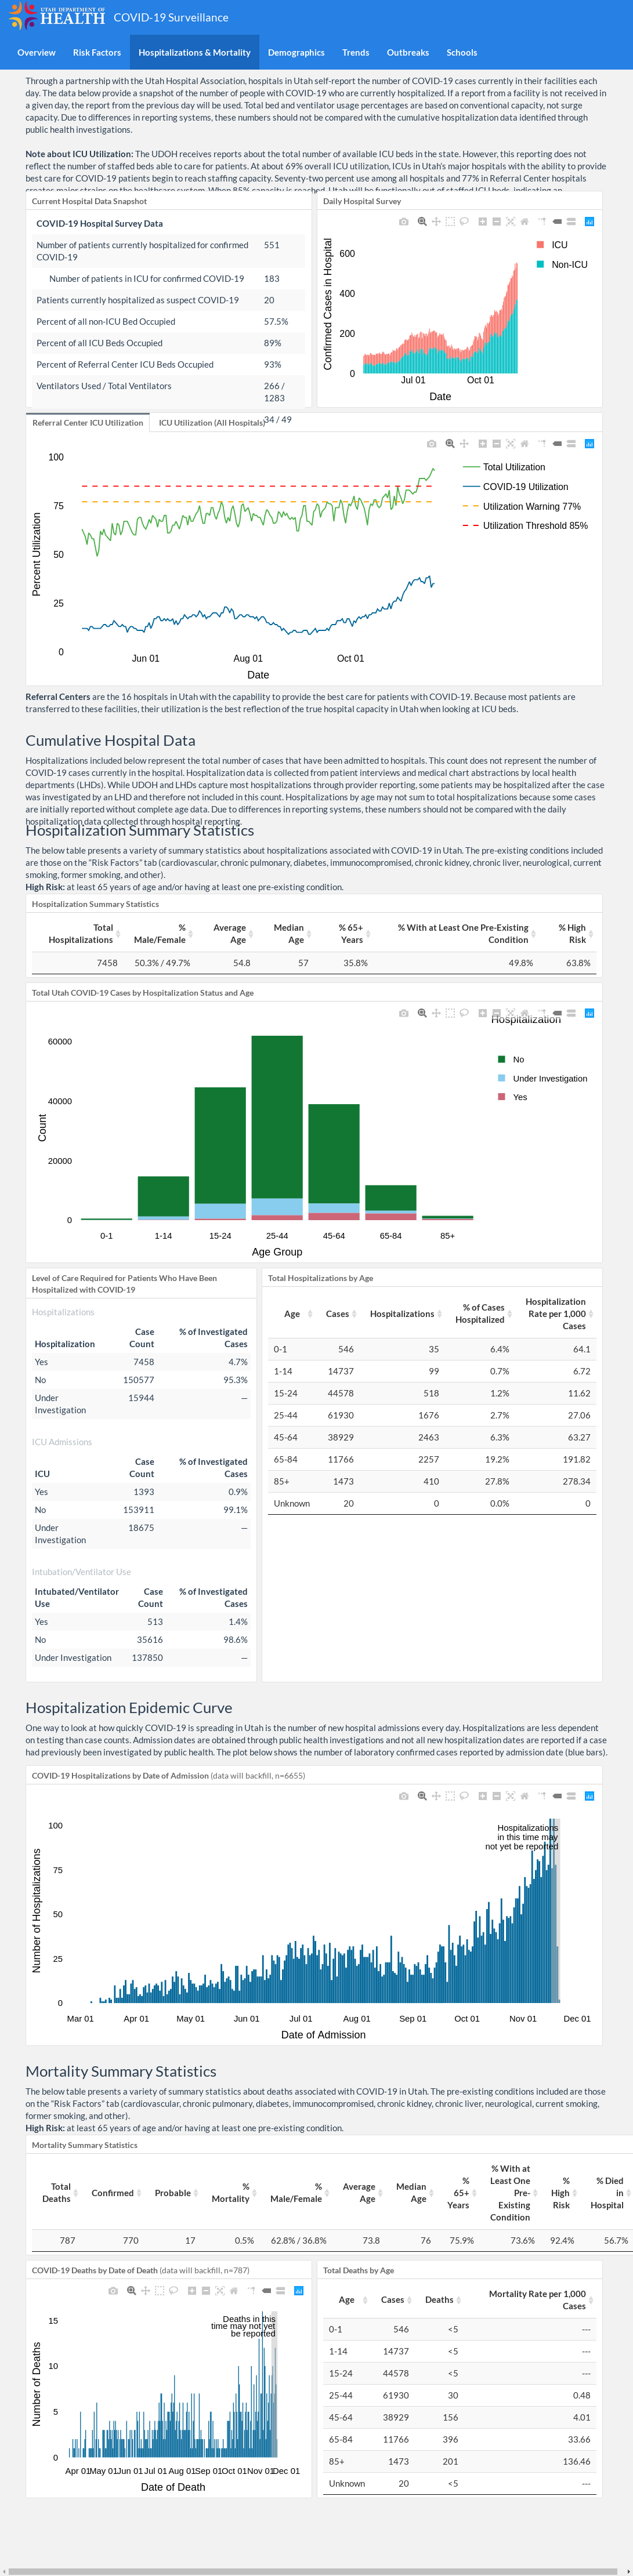 UTAH DEPARTMENT OF
HEALTH COVID-19 Surveillance
Overview Risk Factors Hospitalizations & Mortality Demographics Trends Outbreaks Schools
Through a partnership with the Utah Hospital Association, hospitals in Utah self-report the number of COVID-19 cases currently in their facilities each
day. The data below provide a snapshot of the number of people with COVID-19 who are currently hospitalized. If a report from a facility is not received in
a given day, the report from the previous day will be used. Total bed and ventilator usage percentages are based on conventional capacity, not surge
capacity. Due to differences in reporting systems, these numbers should not be compared with the cumulative hospitalization data identified through
public health investigations.
Note about ICU Utilization: The UDOH receives reports about the total number of available ICU beds in the state. However, this reporting does not
reflect the number of staffed beds able to care for patients. At about 69% overall ICU utilization, ICUs in Utah's major hospitals with the ability to provide
best care for COVID-19 patients begin to reach staffing capacity. Seventy-two percent use among all hospitals and 77% in Referral Center hospitals
creates major strains on the healthcare system. When 85% capacity is reached, Utah will be functionally out of staffed ICU beds, indicating an
Current Hospital Data Snapshot
COVID-19 Hospital Survey Data
Number of patients currently hospitalized for confirmed 551
COVID-19
Number of patients in ICU for confirmed COVID-19 183
Patients currently hospitalized as suspect COVID-19 20
Percent of all non-ICU Bed Occupied 57.5%
Percent of all ICU Beds Occupied 89%
Percent of Referral Center ICU Beds Occupied 93%
Ventilators Used / Total Ventilators 266 /
1283
34 / 49
Daily Hospital Survey
Confirmed Cases in Hospital
600
400
200
0
Jul 01 Oct 01
Date
ICU
Non-ICU
Referral Center ICU Utilization ICU Utilization (All Hospitals)
Percent Utilization
100
75
50
25
0
Jun 01 Aug 01 Oct 01
Date
Total Utilization
COVID-19 Utilization
Utilization Warning 77%
Utilization Threshold 85%
Referral Centers are the 16 hospitals in Utah with the capability to provide the best care for patients with COVID-19. Because most patients are
transferred to these facilities, their utilization is the best reflection of the true hospital capacity in Utah when looking at ICU beds.
Cumulative Hospital Data
Hospitalizations included below represent the total number of cases that have been admitted to hospitals. This count does not represent the number of
COVID-19 cases currently in the hospital. Hospitalization data is collected from patient interviews and medical chart abstractions by local health
departments (LHDs). While UDOH and LHDs capture most hospitalizations through provider reporting, some patients may be hospitalized after the case
was investigated by an LHD and therefore not included in this count. Hospitalizations by age may not sum to total hospitalizations because some cases
are initially reported without complete age data. Due to differences in reporting systems, these numbers should not be compared with the daily
hospitalization data collected through hospital reporting.
Hospitalization Summary Statistics
The below table presents a variety of summary statistics about hospitalizations associated with COVID-19 in Utah. The pre-existing conditions included
are those on the "Risk Factors" tab (cardiovascular, chronic pulmonary, diabetes, immunocompromised, chronic kidney, chronic liver, neurological, current
smoking, former smoking, and other).
High Risk: at least 65 years of age and/or having at least one pre-existing condition.
Hospitalization Summary Statistics
Total % Average Median % 65+ % With at Least One Pre-Existing % High
Hospitalizations Male/Female Age Age Years Condition Risk
7458 50.3% / 49.7% 54.8 57 35.8% 49.8% 63.8%
Total Utah COVID-19 Cases by Hospitalization Status and Age
Hospitalization
No
Under Investigation
Yes
Count
60000
40000
20000
0
0-1 1-14 15-24 25-44 45-64 65-84 85+
Age Group
Level of Care Required for Patients Who Have Been
Hospitalized with COVID-19
Hospitalizations
Case % of Investigated
Hospitalization Count Cases
Yes 7458 4.7%
No 150577 95.3%
Under 15944 —
Investigation
ICU Admissions
Case % of Investigated
ICU Count Cases
Yes 1393 0.9%
No 153911 99.1%
Under 18675 —
Investigation
Intubation/Ventilator Use
Intubated/Ventilator Case % of Investigated
Use Count Cases
Yes 513 1.4%
No 35616 98.6%
Under Investigation 137850 —
Total Hospitalizations by Age
Hospitalization
% of Cases Rate per 1,000
Age Cases Hospitalizations Hospitalized Cases
0-1 546 35 6.4% 64.1
1-14 14737 99 0.7% 6.72
15-24 44578 518 1.2% 11.62
25-44 61930 1676 2.7% 27.06
45-64 38929 2463 6.3% 63.27
65-84 11766 2257 19.2% 191.82
85+ 1473 410 27.8% 278.34
Unknown 20 0 0.0% 0
Hospitalization Epidemic Curve
One way to look at how quickly COVID-19 is spreading in Utah is the number of new hospital admissions every day. Hospitalizations are less dependent
on testing than case counts. Admission dates are obtained through public health investigations and not all new hospitalization dates are reported if a case
had previously been investigated by public health. The plot below shows the number of laboratory confirmed cases reported by admission date (blue bars).
COVID-19 Hospitalizations by Date of Admission (data will backfill, n=6655)
Hospitalizations
in this time may
not yet be reported
Number of Hospitalizations
100
75
50
25
0
Mar 01 Apr 01 May 01 Jun 01 Jul 01 Aug 01 Sep 01 Oct 01 Nov 01 Dec 01
Date of Admission
Mortality Summary Statistics
The below table presents a variety of summary statistics about deaths associated with COVID-19 in Utah. The pre-existing conditions included are those
on the "Risk Factors" tab (cardiovascular, chronic pulmonary, diabetes, immunocompromised, chronic kidney, chronic liver, neurological, current smoking,
former smoking, and other).
High Risk: at least 65 years of age and/or having at least one pre-existing condition.
Mortality Summary Statistics
% With at
% Least One % % Died
Total % % Average Median 65+ Pre- High in
Deaths Confirmed Probable Mortality Male/Female Age Age Years Existing Risk Hospital
Condition
787 770 17 0.5% 62.8% / 36.8% 73.8 76 75.9% 73.6% 92.4% 56.7%
COVID-19 Deaths by Date of Death (data will backfill, n=787)
Deaths in this
time may not yet
be reported
Number of Deaths
15
10
5
0
Apr 01 May 01 Jun 01 Jul 01 Aug 01 Sep 01 Oct 01 Nov 01 Dec 01
Date of Death
Total Deaths by Age
Mortality Rate per 1,000
Age Cases Deaths Cases
0-1 546 <5 ---
1-14 14737 <5 ---
15-24 44578 <5 ---
25-44 61930 30 0.48
45-64 38929 156 4.01
65-84 11766 396 33.66
85+ 1473 201 136.46
Unknown 20 <5 ---